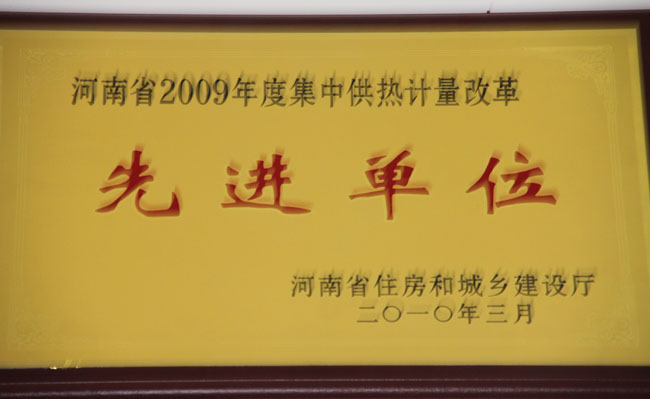 河南省2009年度集中供热计量改革
先进单位
河南省住房和城乡建设厅
二〇一〇年三月